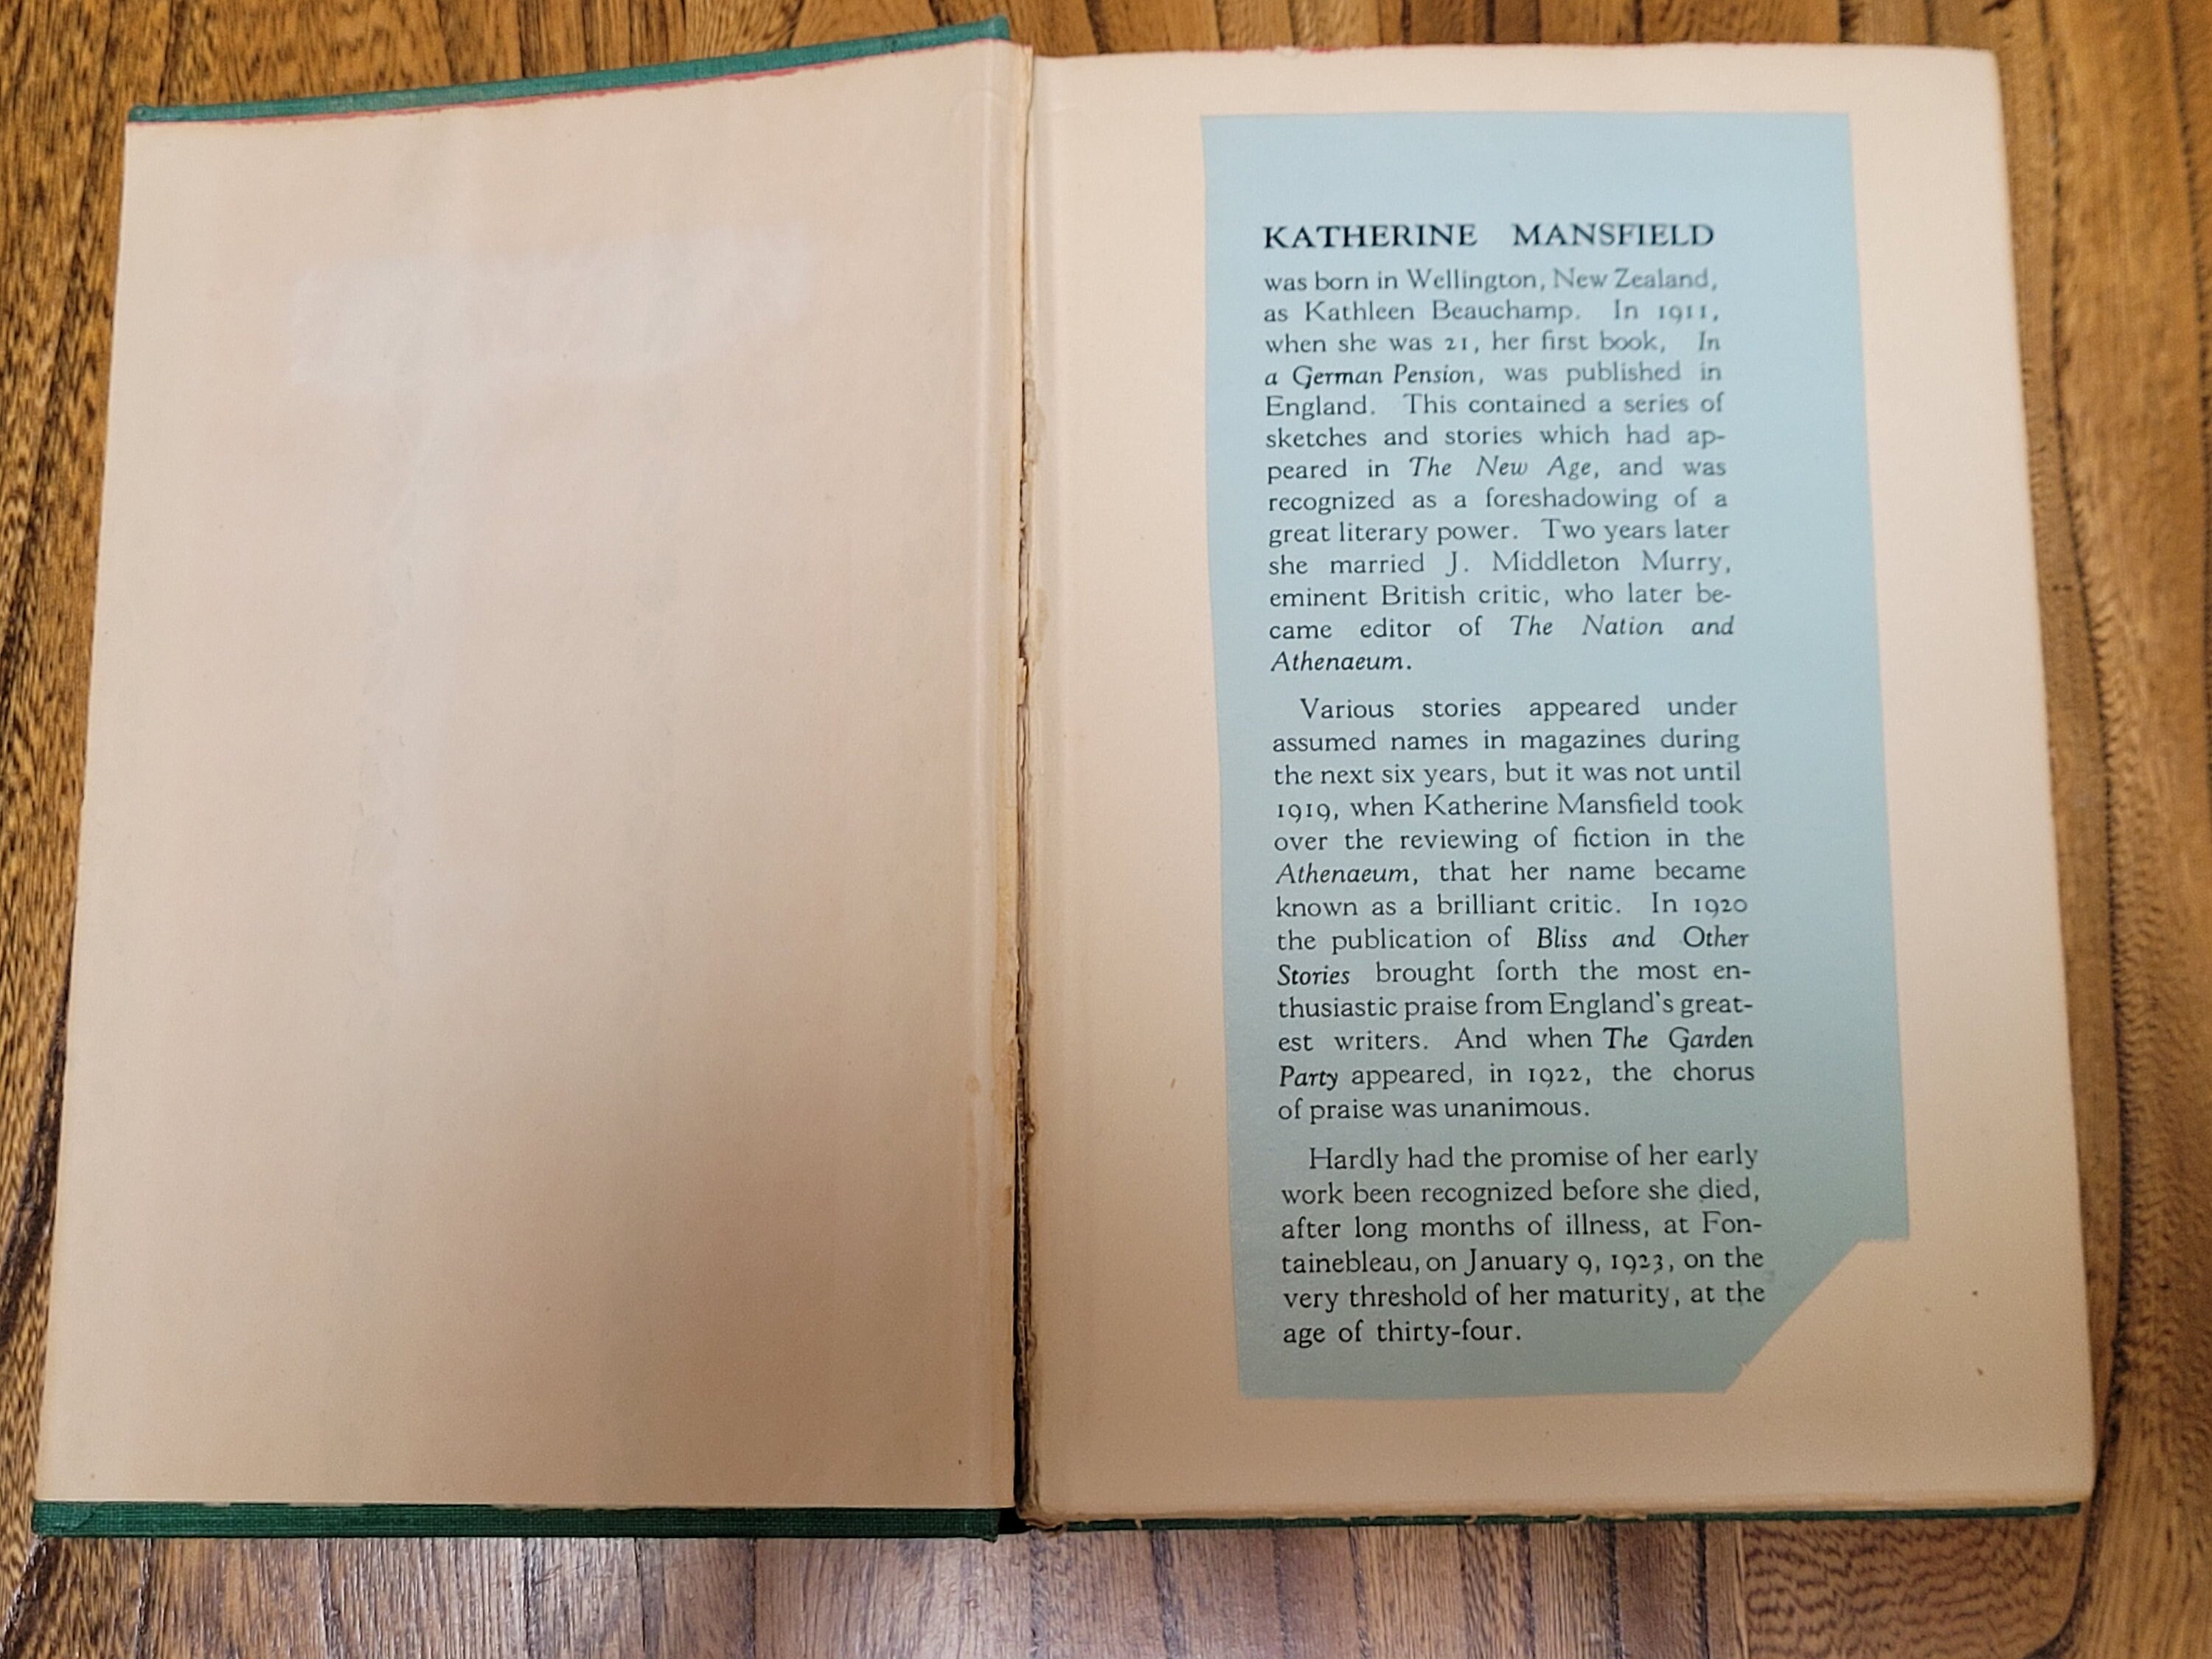 KATHERINE MANSFIELD
was born in Wellington, New Zealand,
as Kathleen Beauchamp. In 1911,
when she was 21, her first book, In
a German Pension, was published in
England. This contained a series of
sketches and stories which had ap-
peared in The New Age, and was
recognized as a foreshadowing of a
great literary power. Two years later
she married J. Middleton Murry,
eminent British critic, who later be-
came editor of The Nation and
Athenaeum.
Various stories appeared under
assumed names in magazines during
the next six years, but it was not until
1919, when Katherine Mansfield took
over the reviewing of fiction in the
Athenaeum, that her name became
known as a brilliant critic. In 1920
the publication of Bliss and Other
Stories brought forth the most en-
thusiastic praise from England's great-
est writers. And when The Garden
Party appeared, in 1922, the chorus
of praise was unanimous.
Hardly had the promise of her early
work been recognized before she died,
after long months of illness, at Fon-
tainebleau, on January 9, 1923, on the
very threshold of her maturity, at the
age of thirty-four.